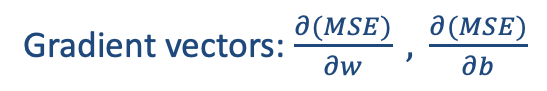 Gradient vectors: ∂(MSE)/∂w , ∂(MSE)/∂b